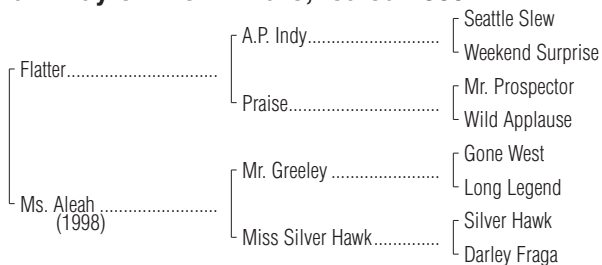 Seattle Slew
A.P. Indy
Weekend Surprise
Flatter
Mr. Prospector
Praise
Wild Applause
Gone West
Mr. Greeley
Long Legend
Ms. Aleah
(1998)
Silver Hawk
Miss Silver Hawk
Darley Fraga